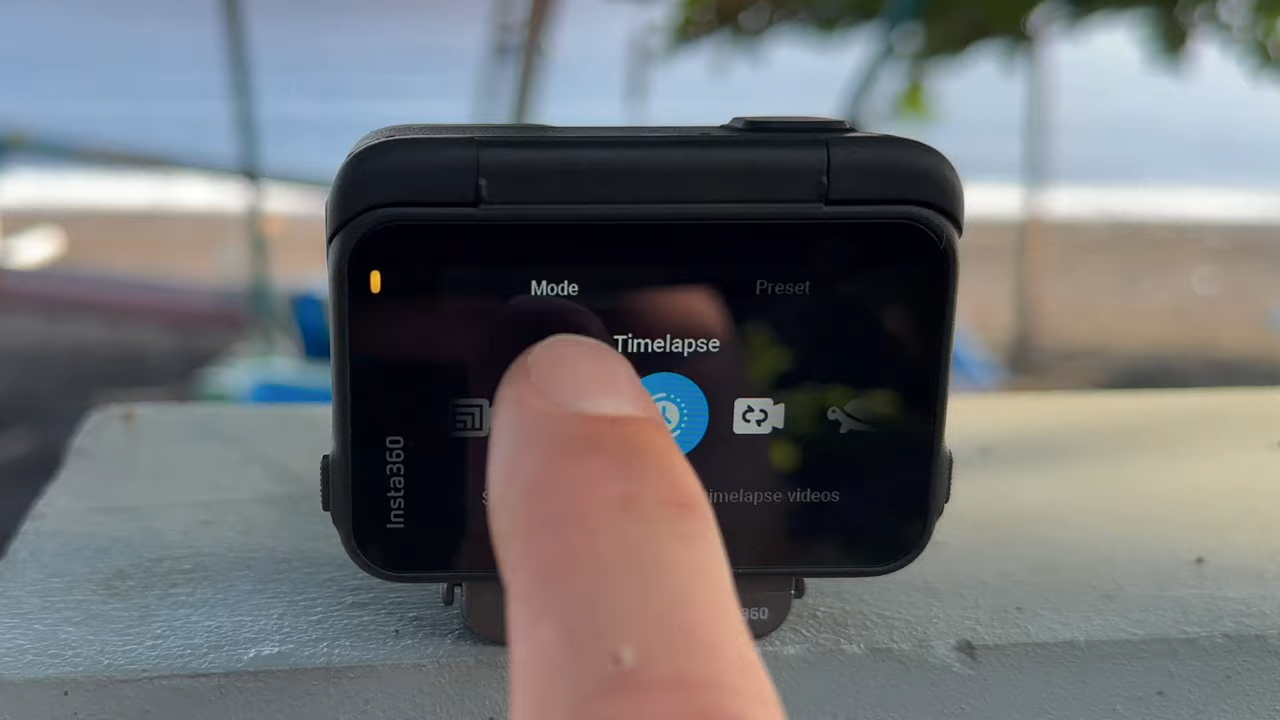 Mode
Preset
Timelapse
timelapse videos
Insta360
360